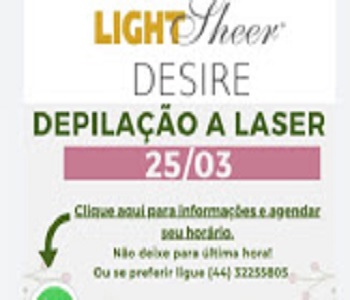 LIGHTSheer®
DESIRE
DEPILAÇÃO A LASER
25/03
Clique aqui para informações e agendar
seu horário.
Não deixe para última hora!
Ou se preferir ligue (44) 32255805